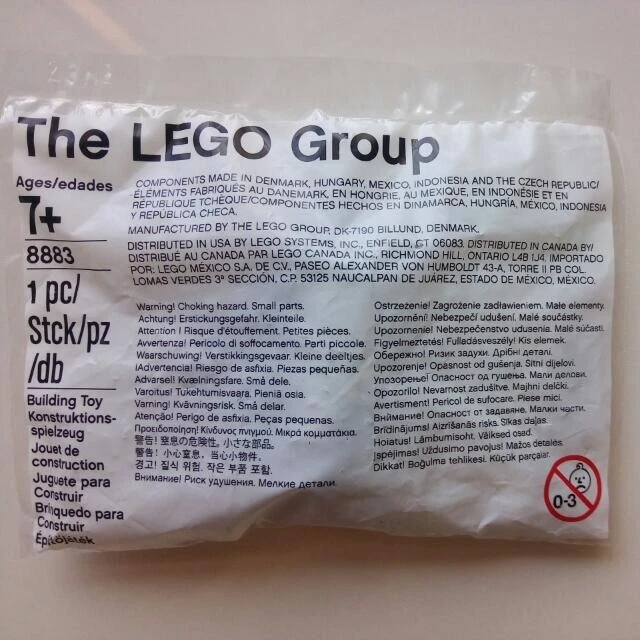 The LEGO Group
Ages/edades
7+
8883
1 pc/
Stck/pz
/db
Building Toy
Konstruktions-
spielzeug
Jouet de
construction
Juguete para
Construir
Brinquedo para
Construir
Építőjáték
COMPONENTS MADE IN DENMARK, HUNGARY, MEXICO, INDONESIA AND THE CZECH REPUBLIC/
ÉLÉMENTS FABRIQUÉS AU DANEMARK, EN HONGRIE, AU MEXIQUE, EN INDONÉSIE ET EN
RÉPUBLIQUE TCHÈQUE/COMPONENTES HECHOS EN DINAMARCA, HUNGRÍA, MÉXICO, INDONESIA
Y REPÚBLICA CHECA.
MANUFACTURED BY THE LEGO GROUP, DK-7190 BILLUND, DENMARK.
DISTRIBUTED IN USA BY LEGO SYSTEMS, INC., ENFIELD, CT 06083. DISTRIBUTED IN CANADA BY/
DISTRIBUÉ AU CANADA PAR LEGO CANADA INC., RICHMOND HILL, ONTARIO L4B 1J4. IMPORTADO
POR: LEGO MÉXICO S.A. DE C.V., PASEO ALEXANDER VON HUMBOLDT 43-A, TORRE II PB COL.
LOMAS VERDES 3ª SECCIÓN, C.P. 53125 NAUCALPAN DE JUÁREZ, ESTADO DE MÉXICO, MÉXICO.
Warning! Choking hazard. Small parts.
Achtung! Erstickungsgefahr. Kleinteile.
Attention ! Risque d'étouffement. Petites pièces.
Avvertenza! Pericolo di soffocamento. Parti piccole.
Waarschuwing! Verstikkingsgevaar. Kleine deeltjes.
¡Advertencia! Riesgo de asfixia. Piezas pequeñas.
Advarsel! Kvælningsfare. Små dele.
Varoitus! Tukehtumisvaara. Pieniä osia.
Varning! Kvävningsrisk. Små delar.
Atenção! Perigo de asfixia. Peças pequenas.
Προειδοποίηση! Κίνδυνος πνιγμού. Μικρά κομματάκια.
警告! 窒息の危険性。小さな部品。
警告! 小心窒息，当心小物件。
경고! 질식 위험. 작은 부품 포함.
Внимание! Риск удушения. Мелкие детали.
Ostrzeżenie! Zagrożenie zadławieniem. Małe elementy.
Upozornění! Nebezpečí udušení. Malé součástky.
Upozornenie! Nebezpečenstvo udusenia. Malé súčasti.
Figyelmeztetés! Fulladásveszély! Kis elemek.
Обережно! Ризик задухи. Дрібні деталі.
Upozorenje! Opasnost od gušenja. Sitni dijelovi.
Упозорење! Опасност од гушења. Мали делови.
Opozorilo! Nevarnost zadušitve. Majhni delčki.
Avertisment! Pericol de sufocare. Piese mici.
Внимание! Опасност от задавяне. Малки части.
Brīdinājums! Aizrīšanās risks. Sīkas daļas.
Hoiatus! Lämbumisoht. Väiksed osad.
Įspėjimas! Uždusimo pavojus! Mažos detalės.
Dikkat! Boğulma tehlikesi. Küçük parçalar.
0-3